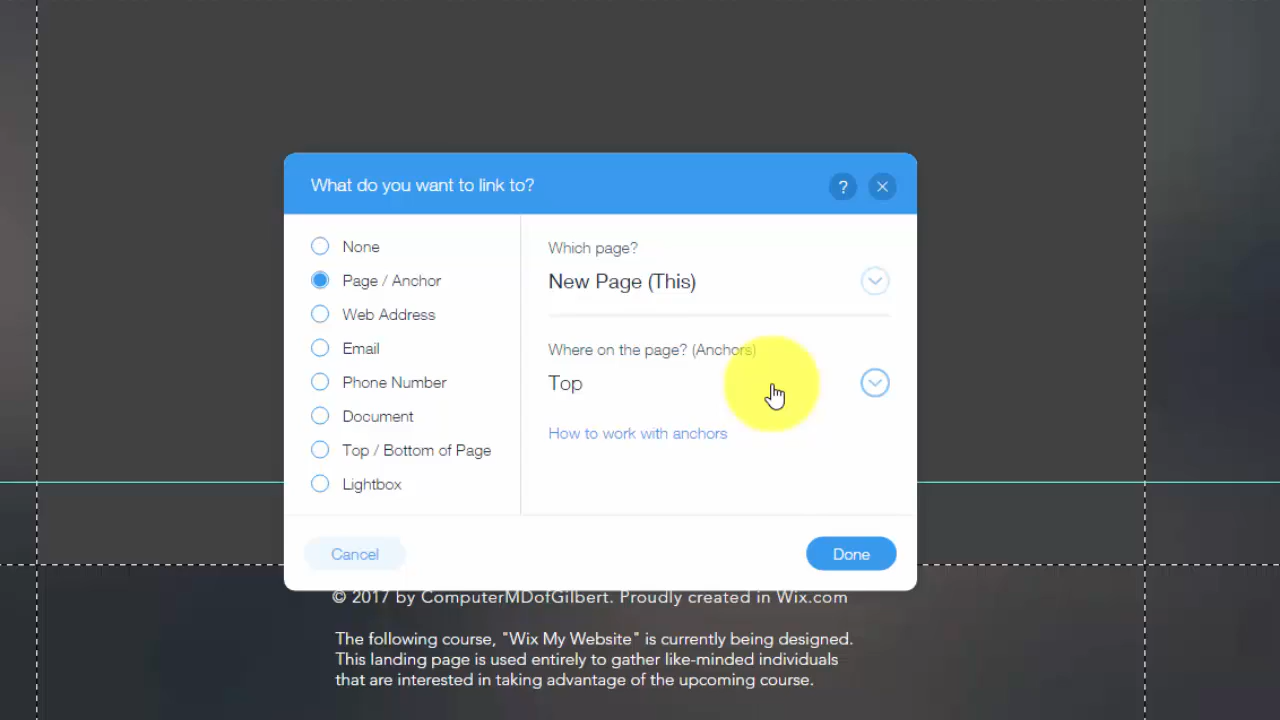 What do you want to link to?
?
None
Page / Anchor
Web Address
Email
Phone Number
Document
Top / Bottom of Page
Lightbox
Which page?
New Page (This)
Where on the page? (Anchors)
Top
How to work with anchors
Cancel
Done
© 2017 by ComputerMDofGilbert. Proudly created in Wix.com
The following course, "Wix My Website" is currently being designed.
This landing page is used entirely to gather like-minded individuals
that are interested in taking advantage of the upcoming course.